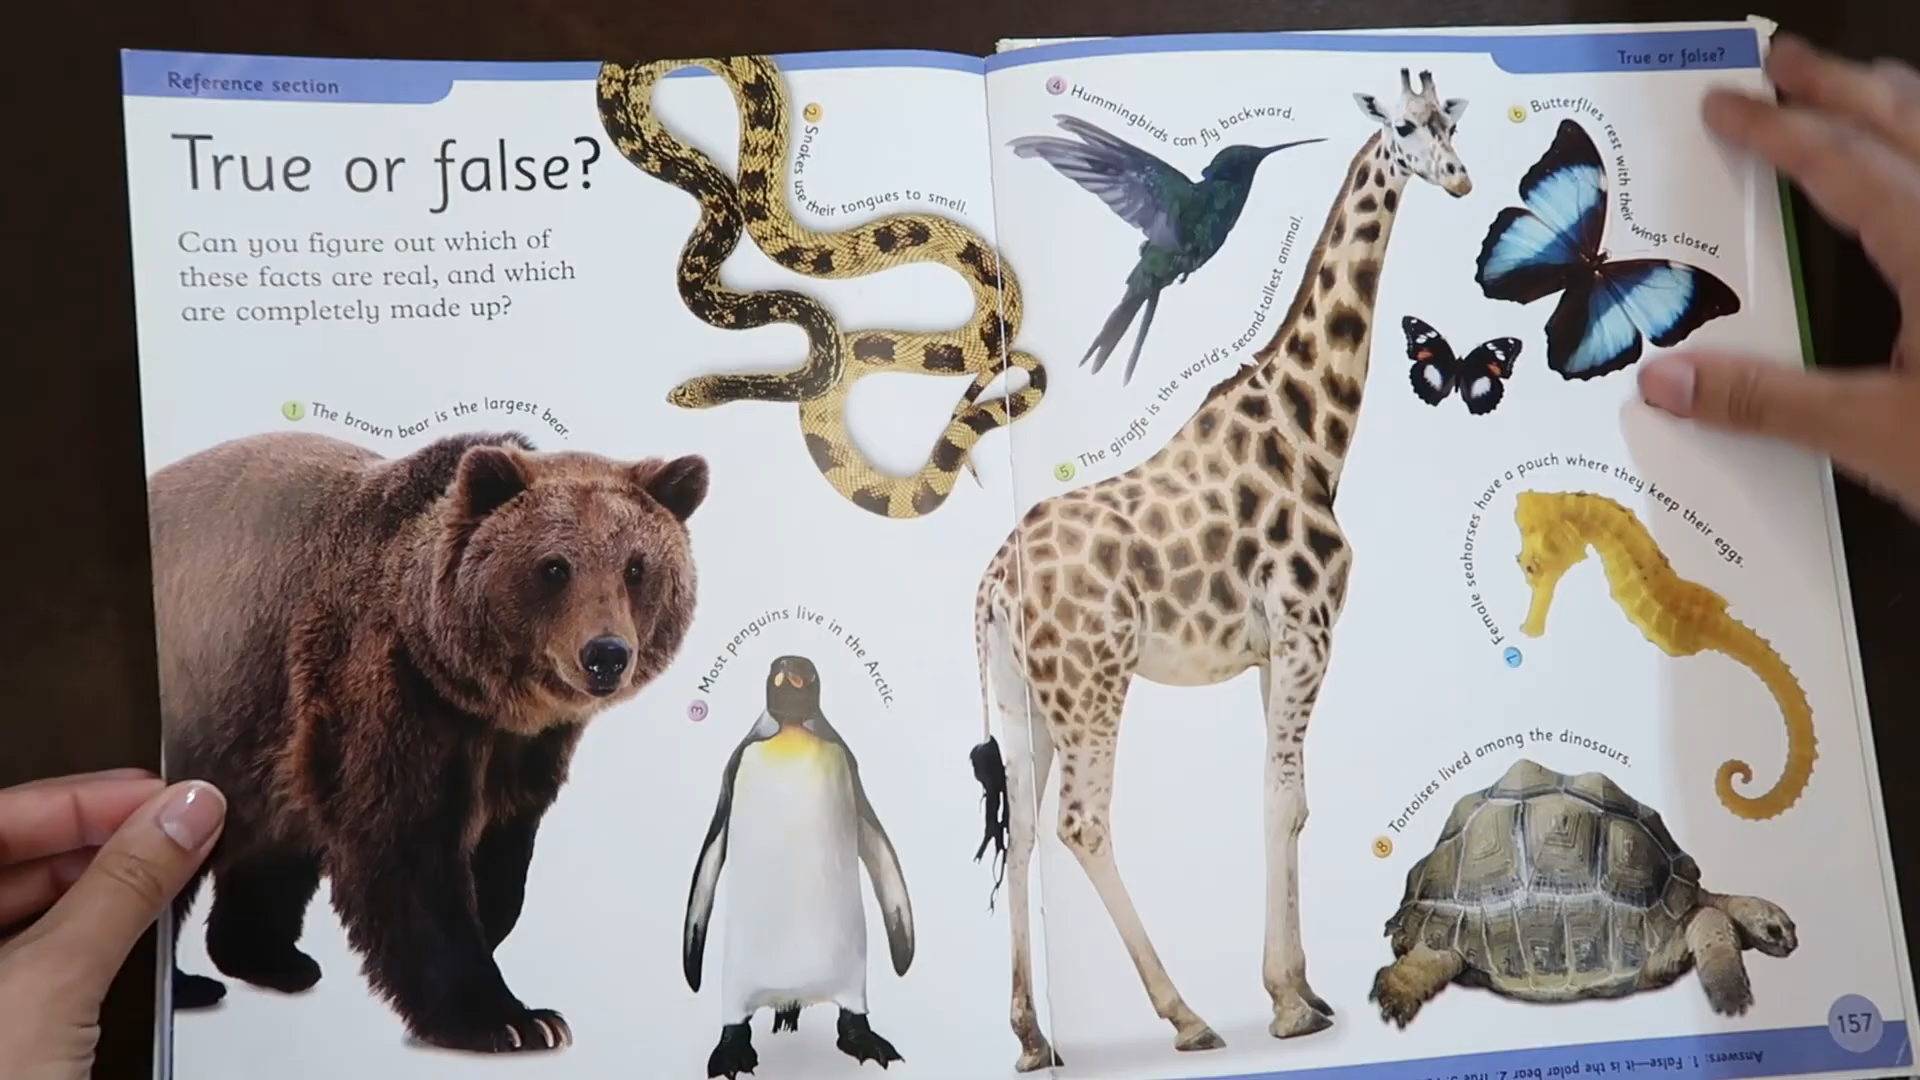 Reference section
True or false?
Can you figure out which of
these facts are real, and which
are completely made up?
1 The brown bear is the largest bear.
2 Snakes use their tongues to smell.
3 Most penguins live in the Arctic.
True or false?
4 Hummingbirds can fly backward.
5 The giraffe is the world's second-tallest animal.
6 Butterflies rest with their wings closed.
7 Female seahorses have a pouch where they keep their eggs.
8 Tortoises lived among the dinosaurs.
157
Answers: 1. False—it is the polar bear 2. True 3.